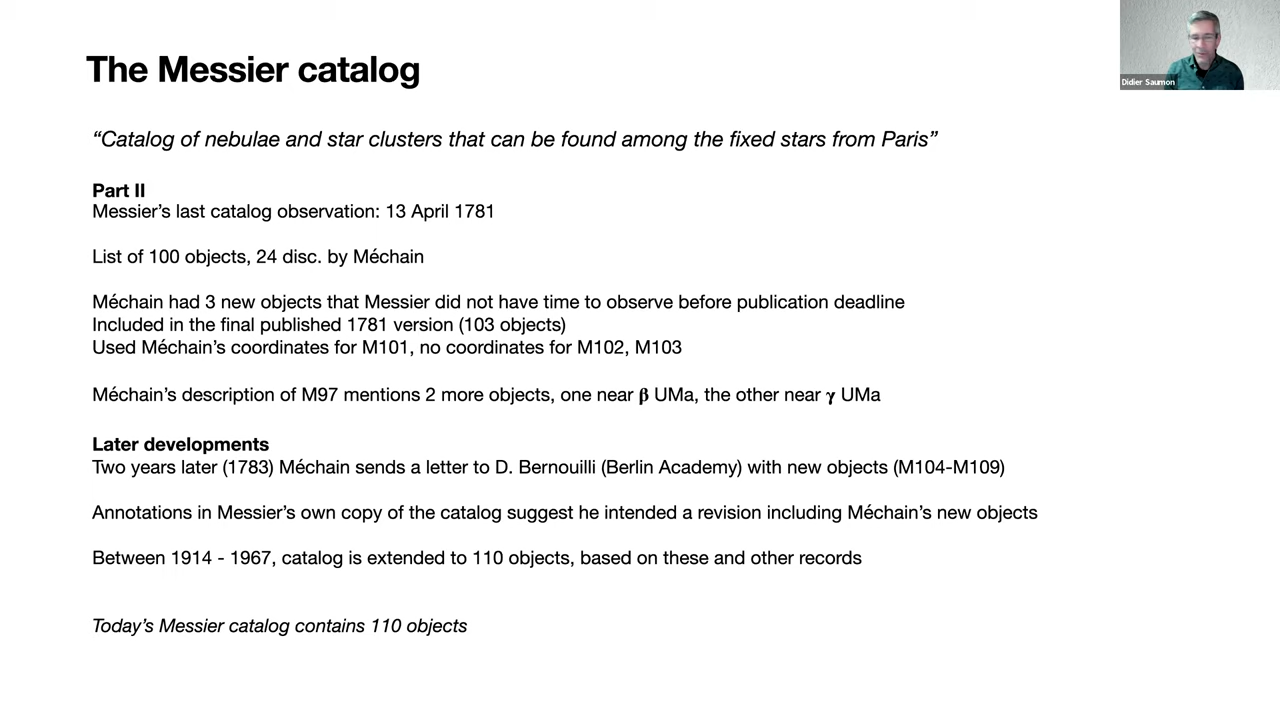 The Messier catalog
Didier Saumon
“Catalog of nebulae and star clusters that can be found among the fixed stars from Paris”
Part II
Messier’s last catalog observation: 13 April 1781
List of 100 objects, 24 disc. by Méchain
Méchain had 3 new objects that Messier did not have time to observe before publication deadline
Included in the final published 1781 version (103 objects)
Used Méchain’s coordinates for M101, no coordinates for M102, M103
Méchain’s description of M97 mentions 2 more objects, one near β UMa, the other near γ UMa
Later developments
Two years later (1783) Méchain sends a letter to D. Bernouilli (Berlin Academy) with new objects (M104-M109)
Annotations in Messier’s own copy of the catalog suggest he intended a revision including Méchain’s new objects
Between 1914 - 1967, catalog is extended to 110 objects, based on these and other records
Today’s Messier catalog contains 110 objects